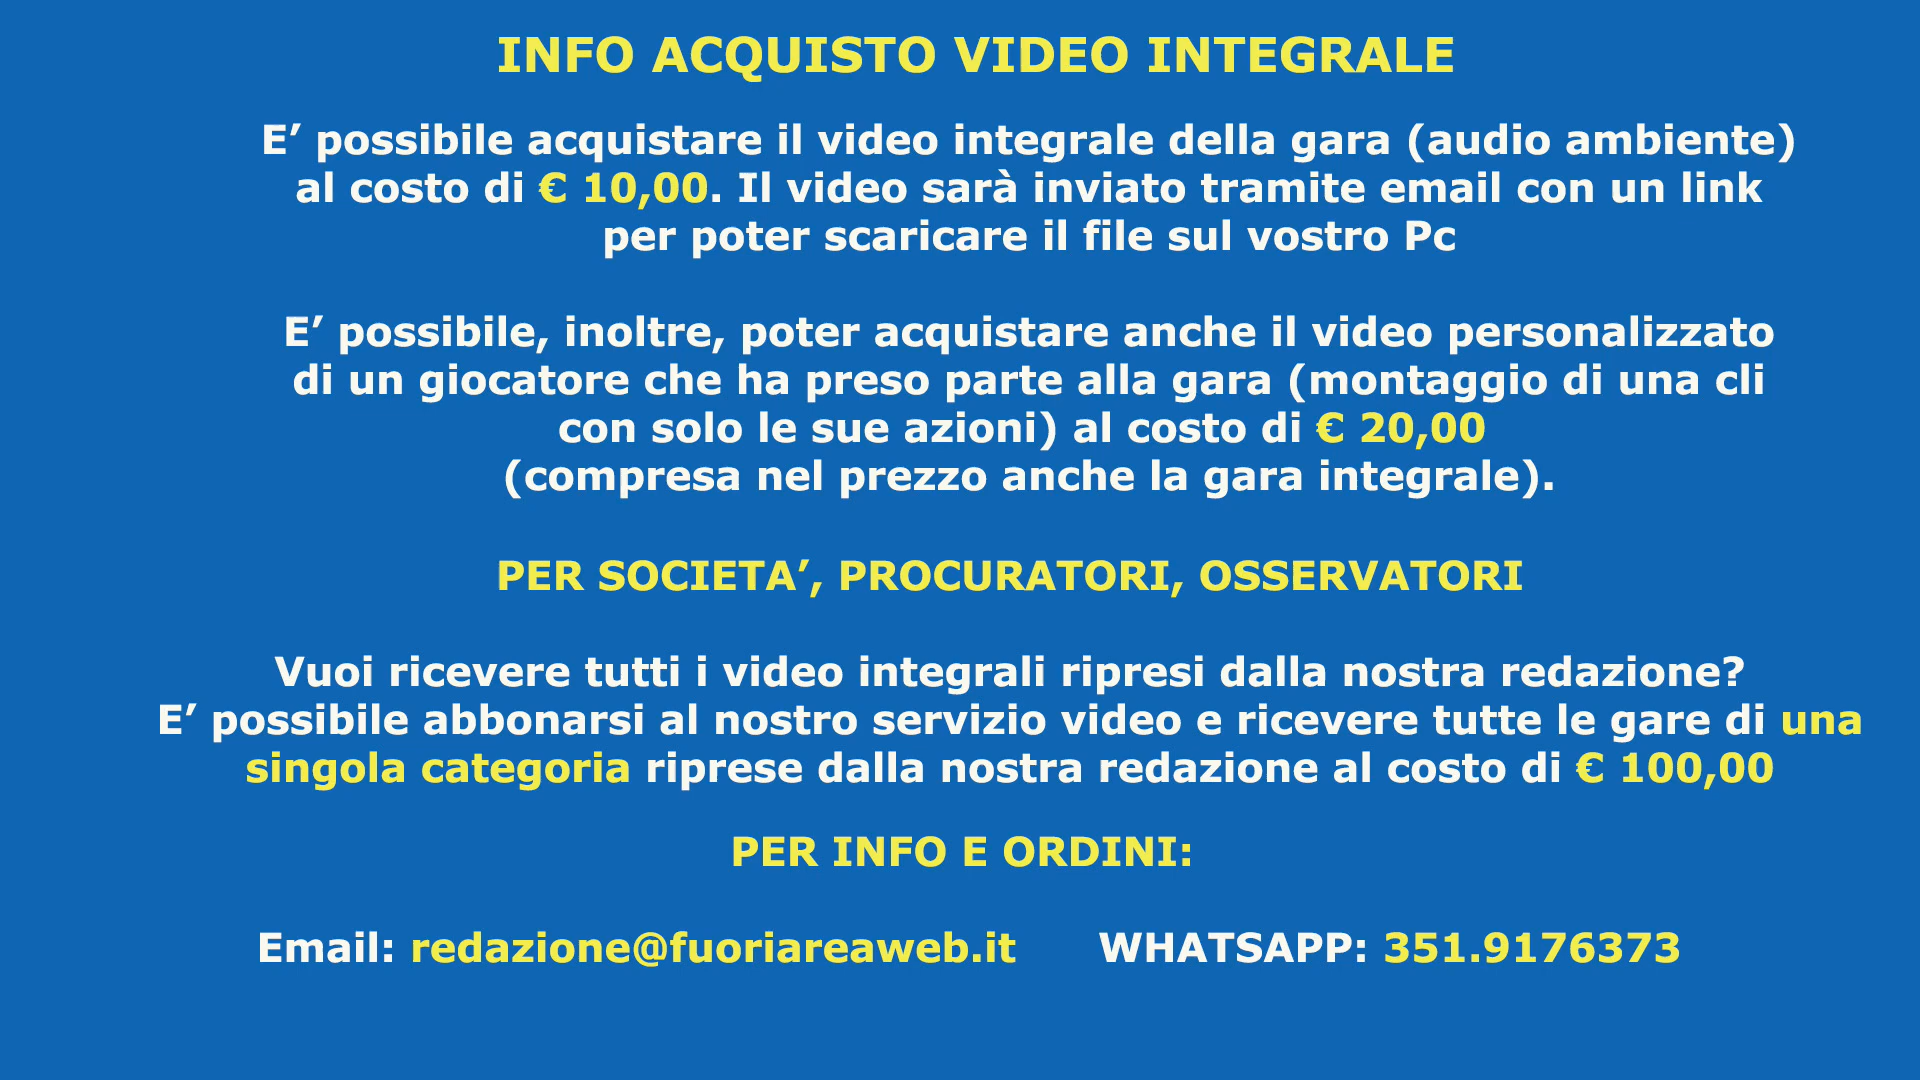 INFO ACQUISTO VIDEO INTEGRALE
E’ possibile acquistare il video integrale della gara (audio ambiente)
al costo di € 10,00. Il video sarà inviato tramite email con un link
per poter scaricare il file sul vostro Pc
E’ possibile, inoltre, poter acquistare anche il video personalizzato
di un giocatore che ha preso parte alla gara (montaggio di una cli
con solo le sue azioni) al costo di € 20,00
(compresa nel prezzo anche la gara integrale).
PER SOCIETA’, PROCURATORI, OSSERVATORI
Vuoi ricevere tutti i video integrali ripresi dalla nostra redazione?
E’ possibile abbonarsi al nostro servizio video e ricevere tutte le gare di una
singola categoria riprese dalla nostra redazione al costo di € 100,00
PER INFO E ORDINI:
Email: redazione@fuoriareaweb.it WHATSAPP: 351.9176373